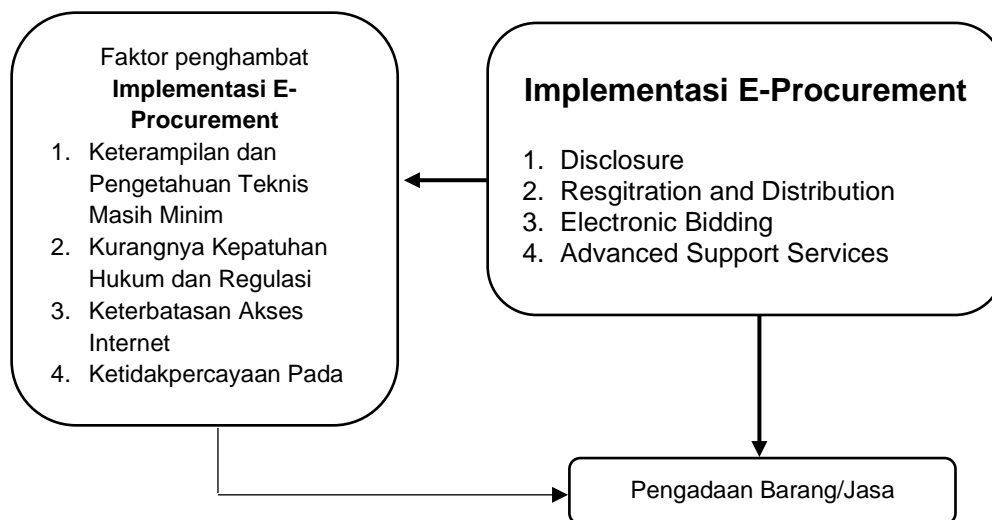 Faktor penghambat
Implementasi E-
Procurement
1. Keterampilan dan
Pengetahuan Teknis
Masih Minim
2. Kurangnya Kepatuhan
Hukum dan Regulasi
3. Keterbatasan Akses
Internet
4. Ketidakpercayaan Pada
Implementasi E-Procurement
1. Disclosure
2. Resgitration and Distribution
3. Electronic Bidding
4. Advanced Support Services
Pengadaan Barang/Jasa